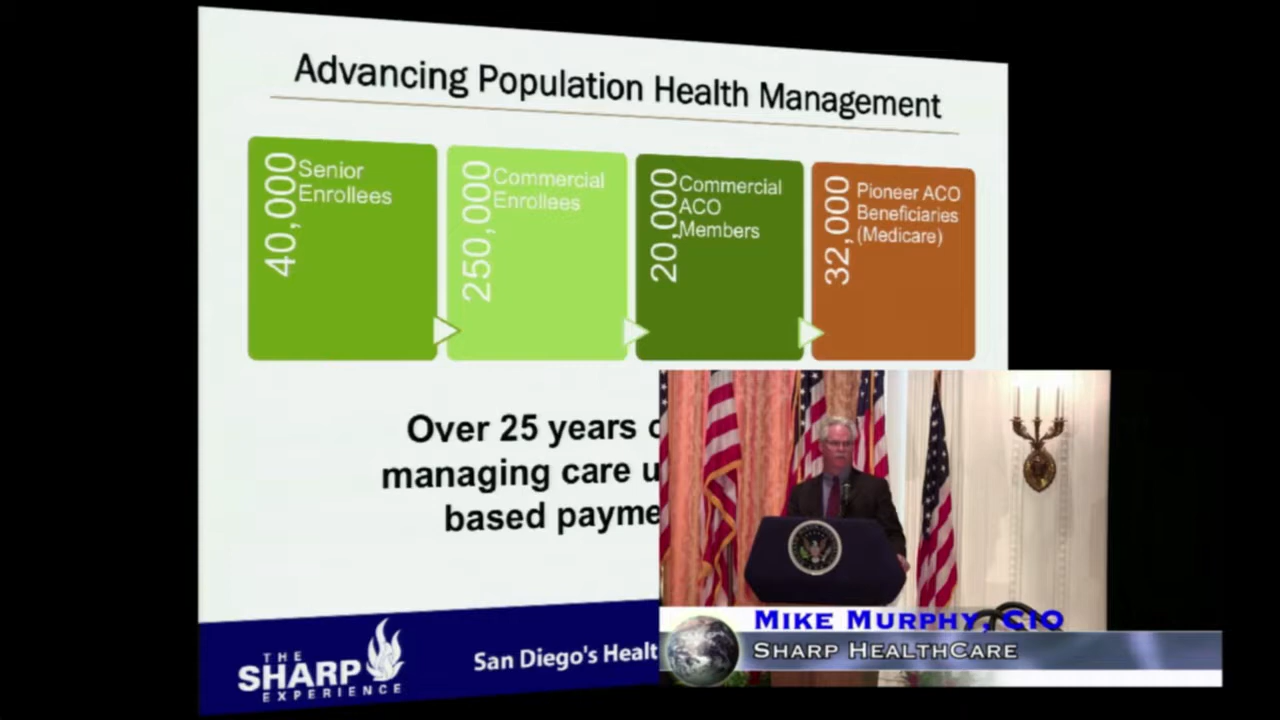 Advancing Population Health Management
40,000
Senior
Enrollees
250,000
Commercial
Enrollees
20,000
Commercial
ACO
Members
32,000
Pioneer ACO
Beneficiaries
(Medicare)
Over 25 years
managing care
based
THE
SHARP
EXPERIENCE
San Diego's
MIKE MURPHY, CIO
SHARP HEALTHCARE